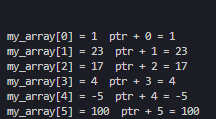 my_array[0] = 1  ptr + 0 = 1
my_array[1] = 23  ptr + 1 = 23
my_array[2] = 17  ptr + 2 = 17
my_array[3] = 4  ptr + 3 = 4
my_array[4] = -5  ptr + 4 = -5
my_array[5] = 100  ptr + 5 = 100